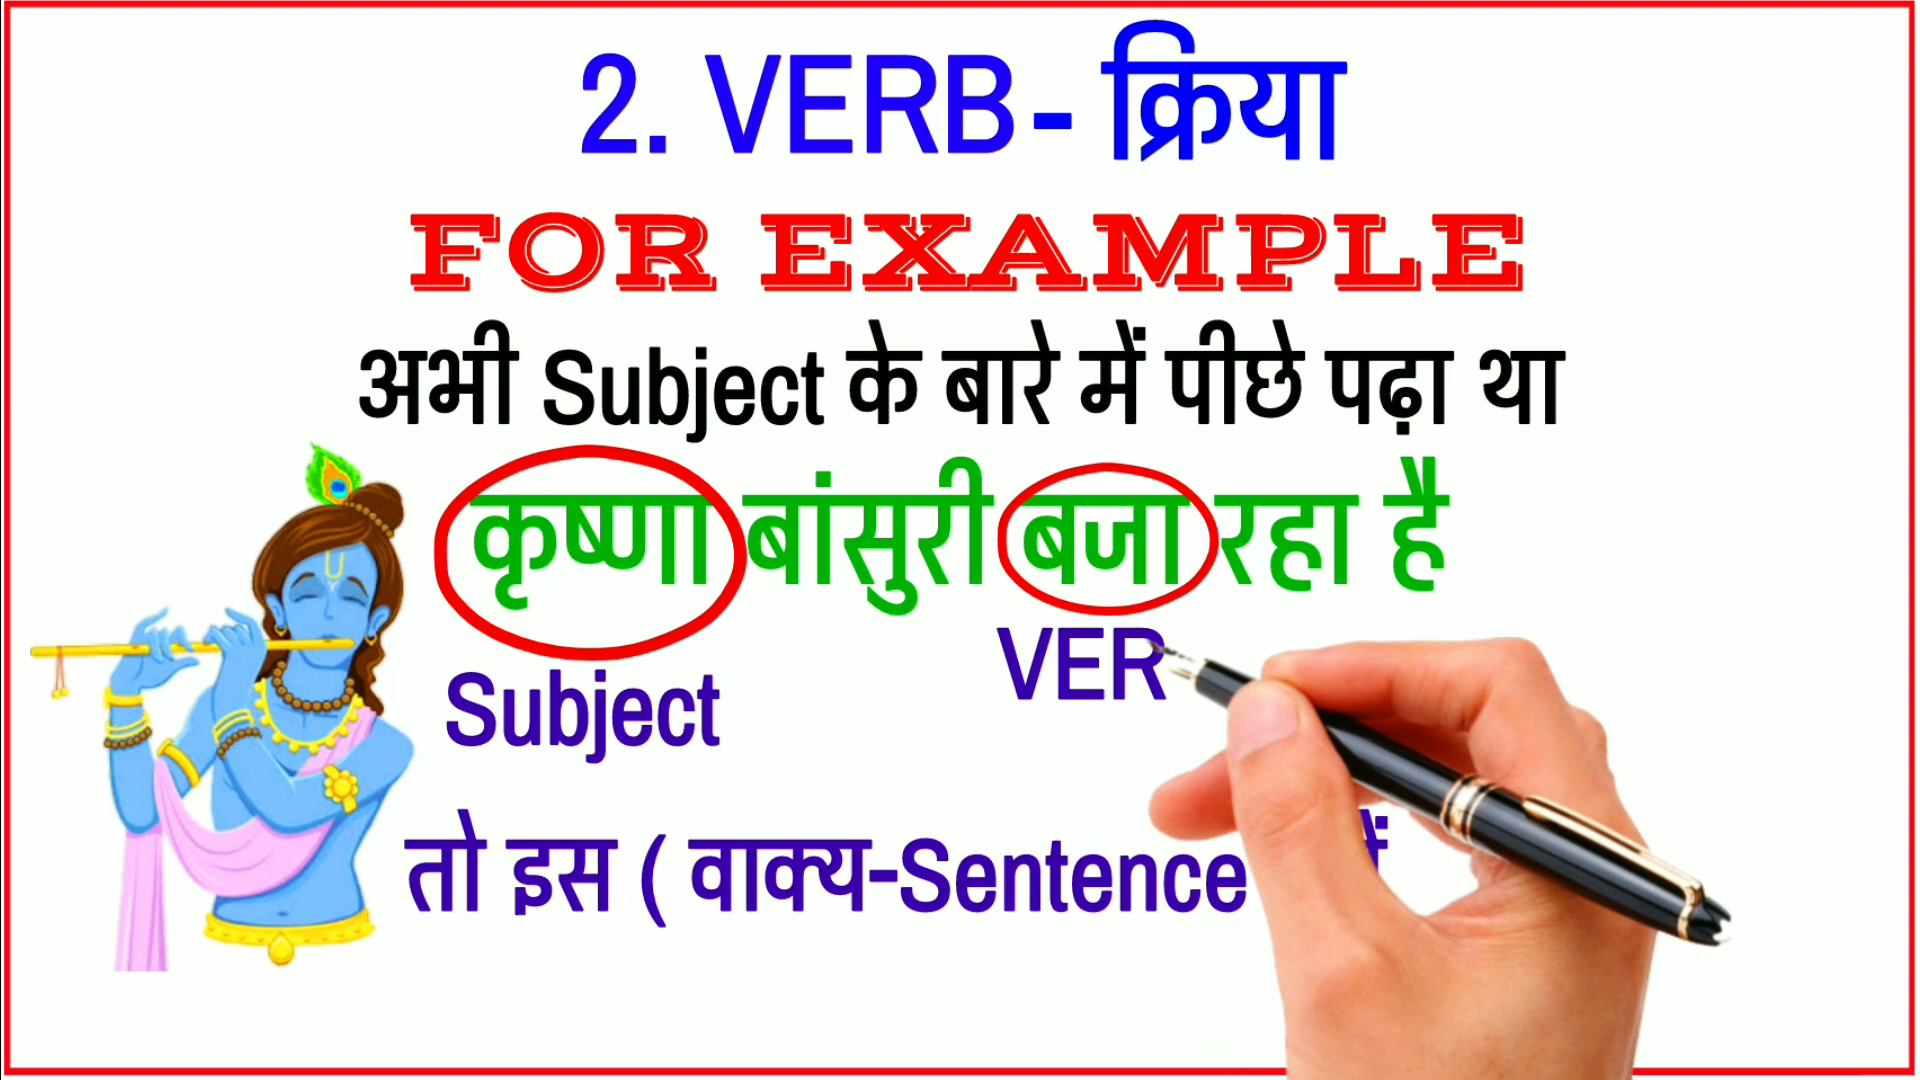 2. VERB - क्रिया
FOR EXAMPLE
अभी Subject के बारे में पीछे पढ़ा था
कृष्णा बांसुरी बजा रहा है
Subject
VER
तो इस ( वाक्य-Sentence